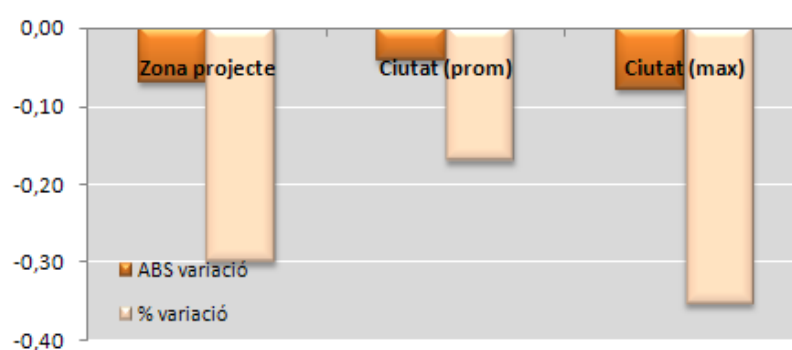 0,00
Zona projecte Ciutat (prom) Ciutat (max)
-0,10
-0,20
-0,30
ABS variació
% variació
-0,40